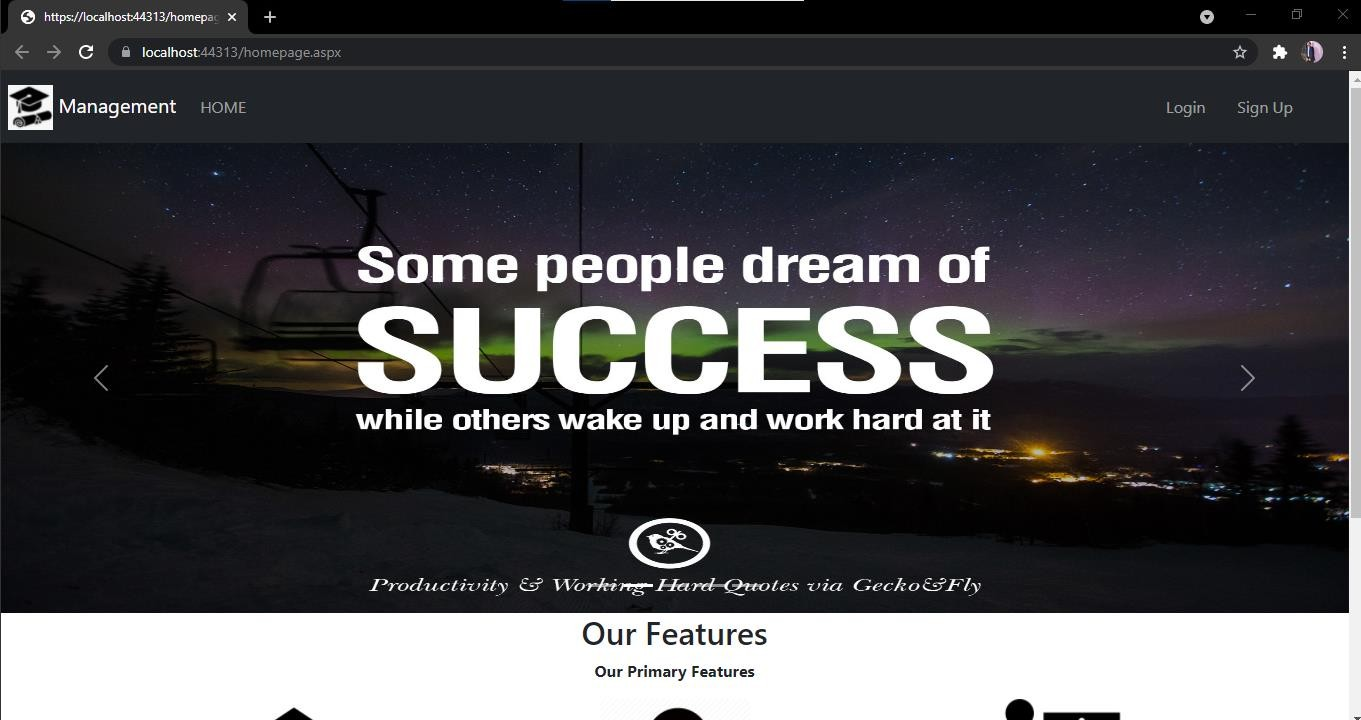 https://localhost:44313/homepag
localhost:44313/homepage.aspx
Management HOME Login Sign Up
Some people dream of
SUCCESS
while others wake up and work hard at it
Productivity & Working Hard Quotes via Gecko&Fly
Our Features
Our Primary Features